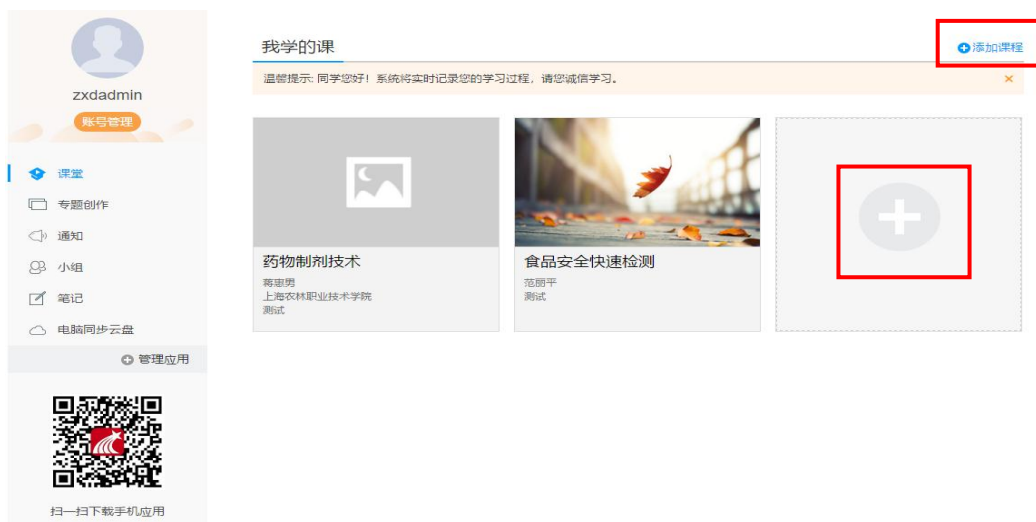 zxdadmin
账号管理
课堂
专题创作
通知
小组
笔记
电脑同步云盘
管理应用
扫一扫下载手机应用
我学的课
添加课程
温馨提示: 同学您好！系统将实时记录您的学习过程，请您诚信学习。
药物制剂技术
蒋思男
上海农林职业技术学院
测试
食品安全快速检测
范丽平
测试